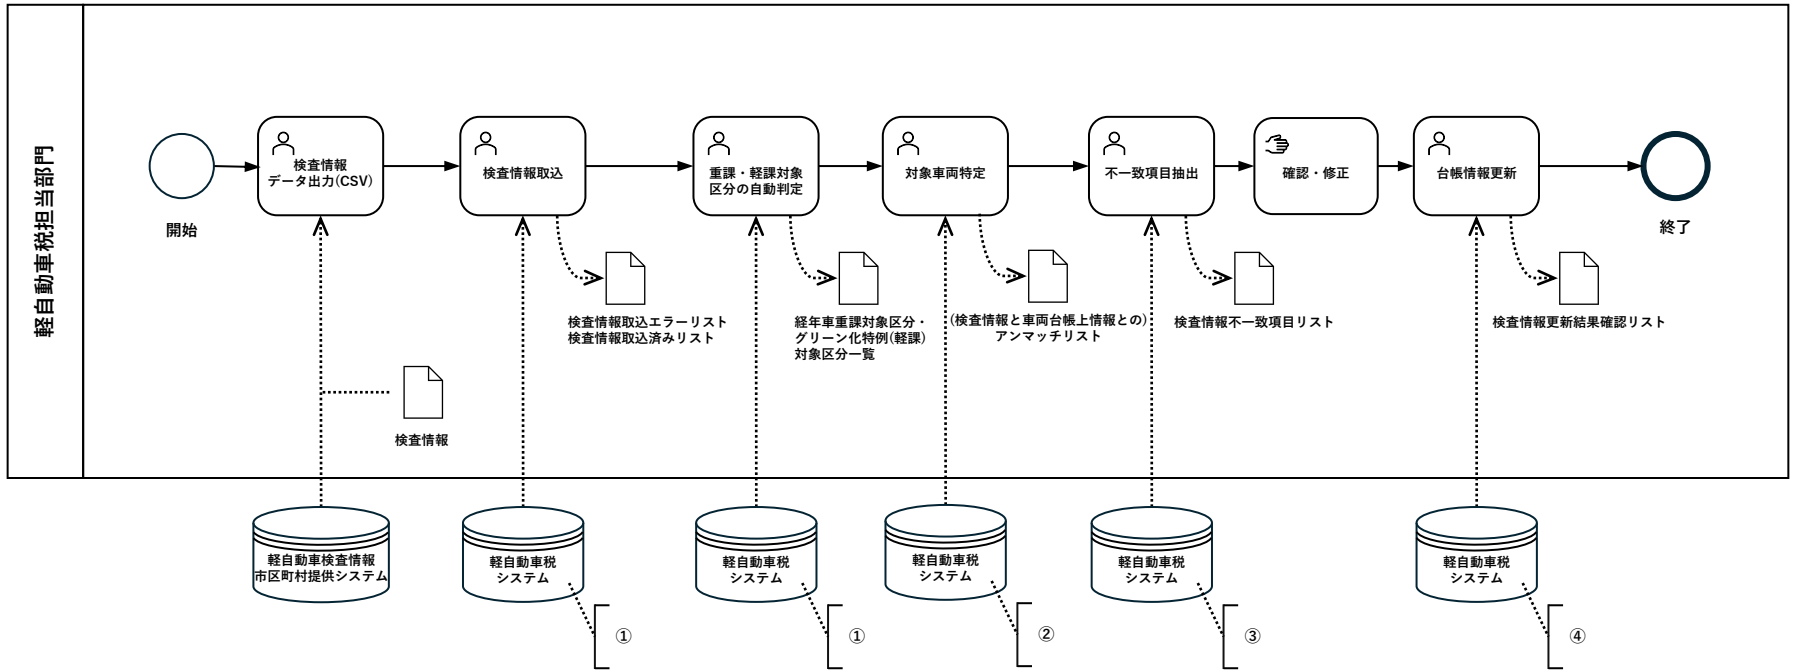 軽自動車税担当部門
開始
検査情報
データ出力(CSV)
検査情報取込
重課・軽課対象
区分の自動判定
対象車両特定
不一致項目抽出
確認・修正
台帳情報更新
終了
検査情報取込エラーリスト
検査情報取込済みリスト
経年車重課対象区分・
グリーン化特例(軽課)
対象区分一覧
(検査情報と車両台帳上情報との)
アンマッチリスト
検査情報不一致項目リスト
検査情報更新結果確認リスト
検査情報
軽自動車検査情報
市区町村提供システム
軽自動車税
システム
軽自動車税
システム
軽自動車税
システム
軽自動車税
システム
軽自動車税
システム
①
①
②
③
④